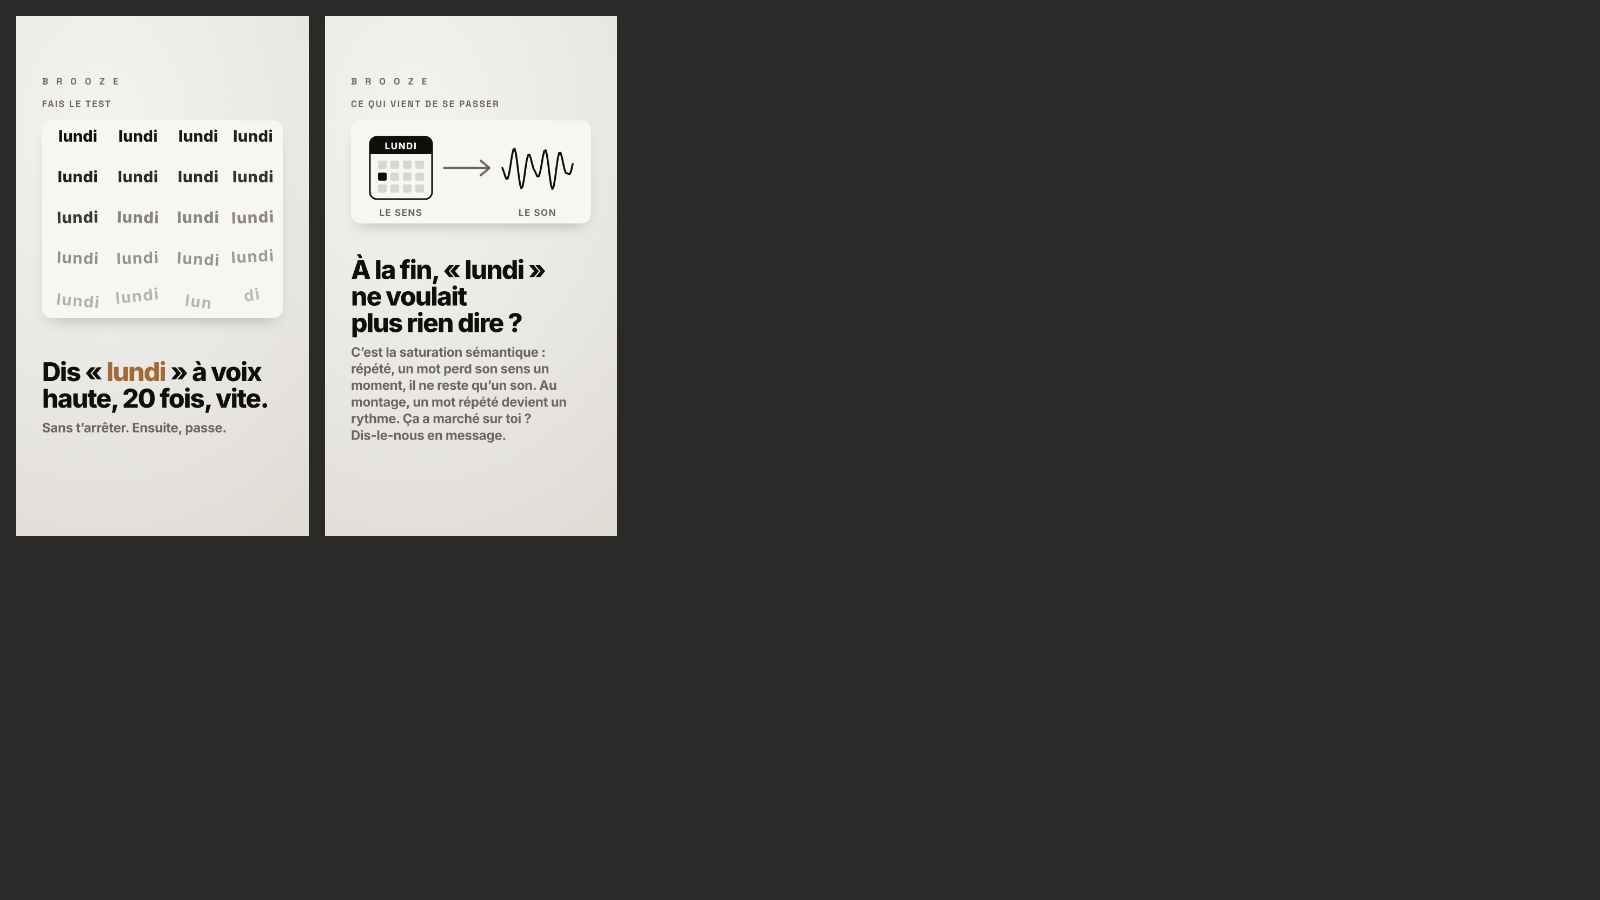 BROOZE
FAIS LE TEST
lundi lundi lundi lundi
lundi lundi lundi lundi
lundi lundi lundi lundi
lundi lundi lundi lundi
lundi lundi lun di
Dis « lundi » à voix
haute, 20 fois, vite.
Sans t’arrêter. Ensuite, passe.
BROOZE
CE QUI VIENT DE SE PASSER
LUNDI
LE SENS LE SON
À la fin, « lundi »
ne voulait
plus rien dire ?
C’est la saturation sémantique :
répété, un mot perd son sens un
moment, il ne reste qu’un son. Au
montage, un mot répété devient un
rythme. Ça a marché sur toi ?
Dis-le-nous en message.